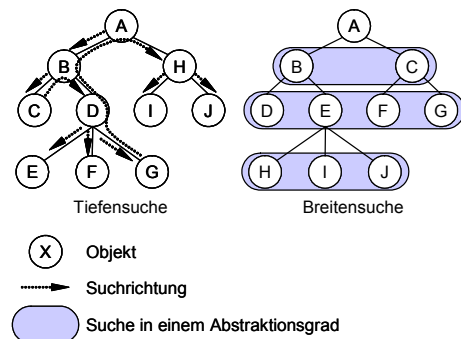 A A
B H B C
C D I J D E F G
E F G H I J
Tiefensuche Breitensuche
X Objekt
Suchrichtung
Suche in einem Abstraktionsgrad